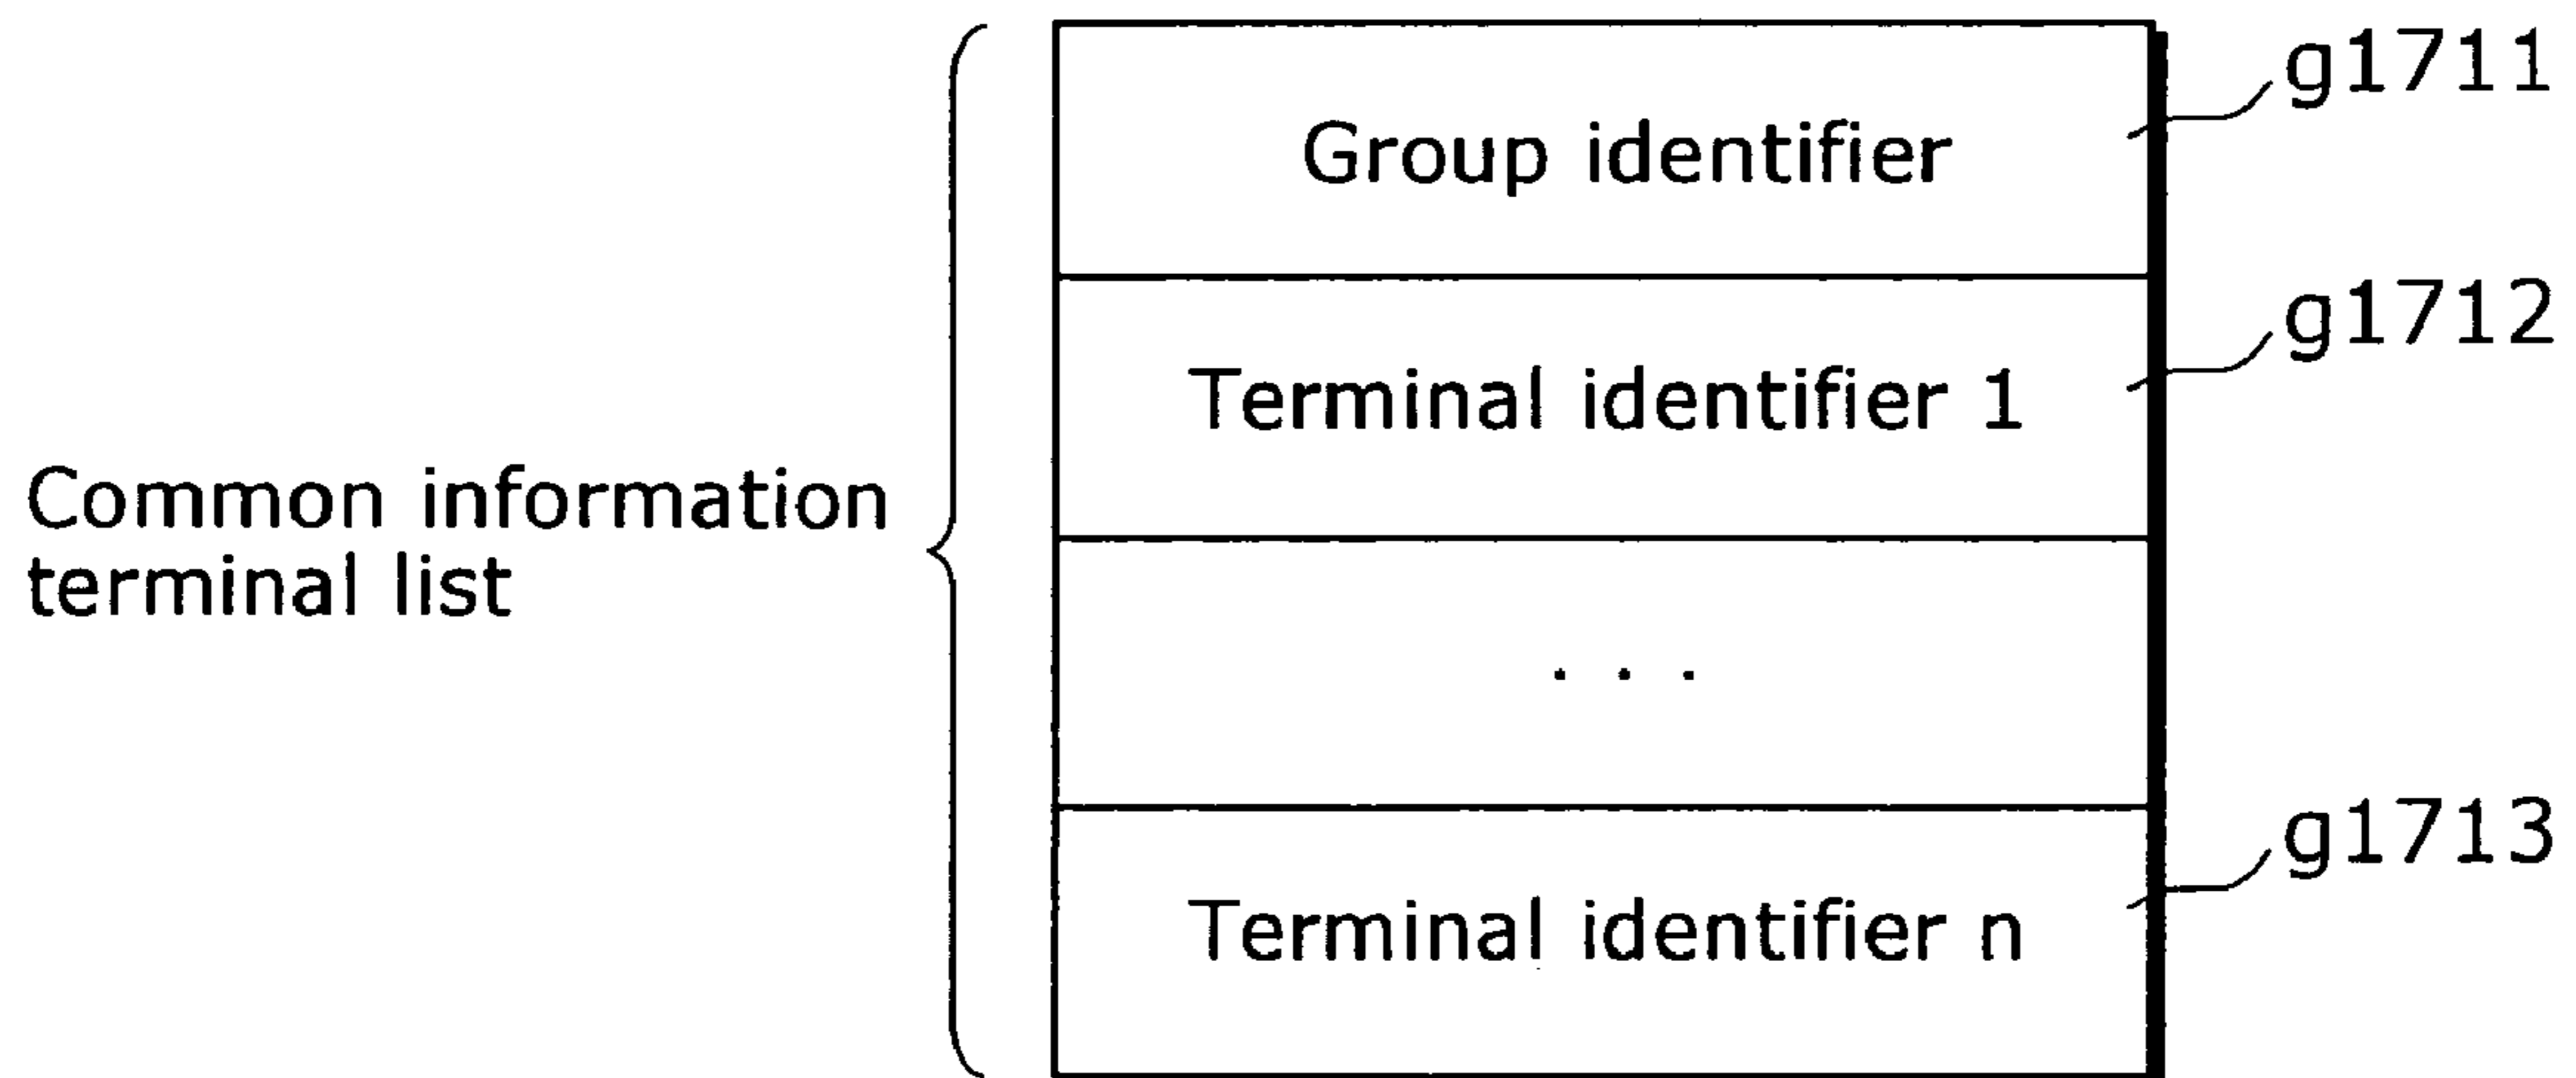 Group identifier
g1711
Terminal identifier 1
g1712
Common information
terminal list
. . .
Terminal identifier n
g1713